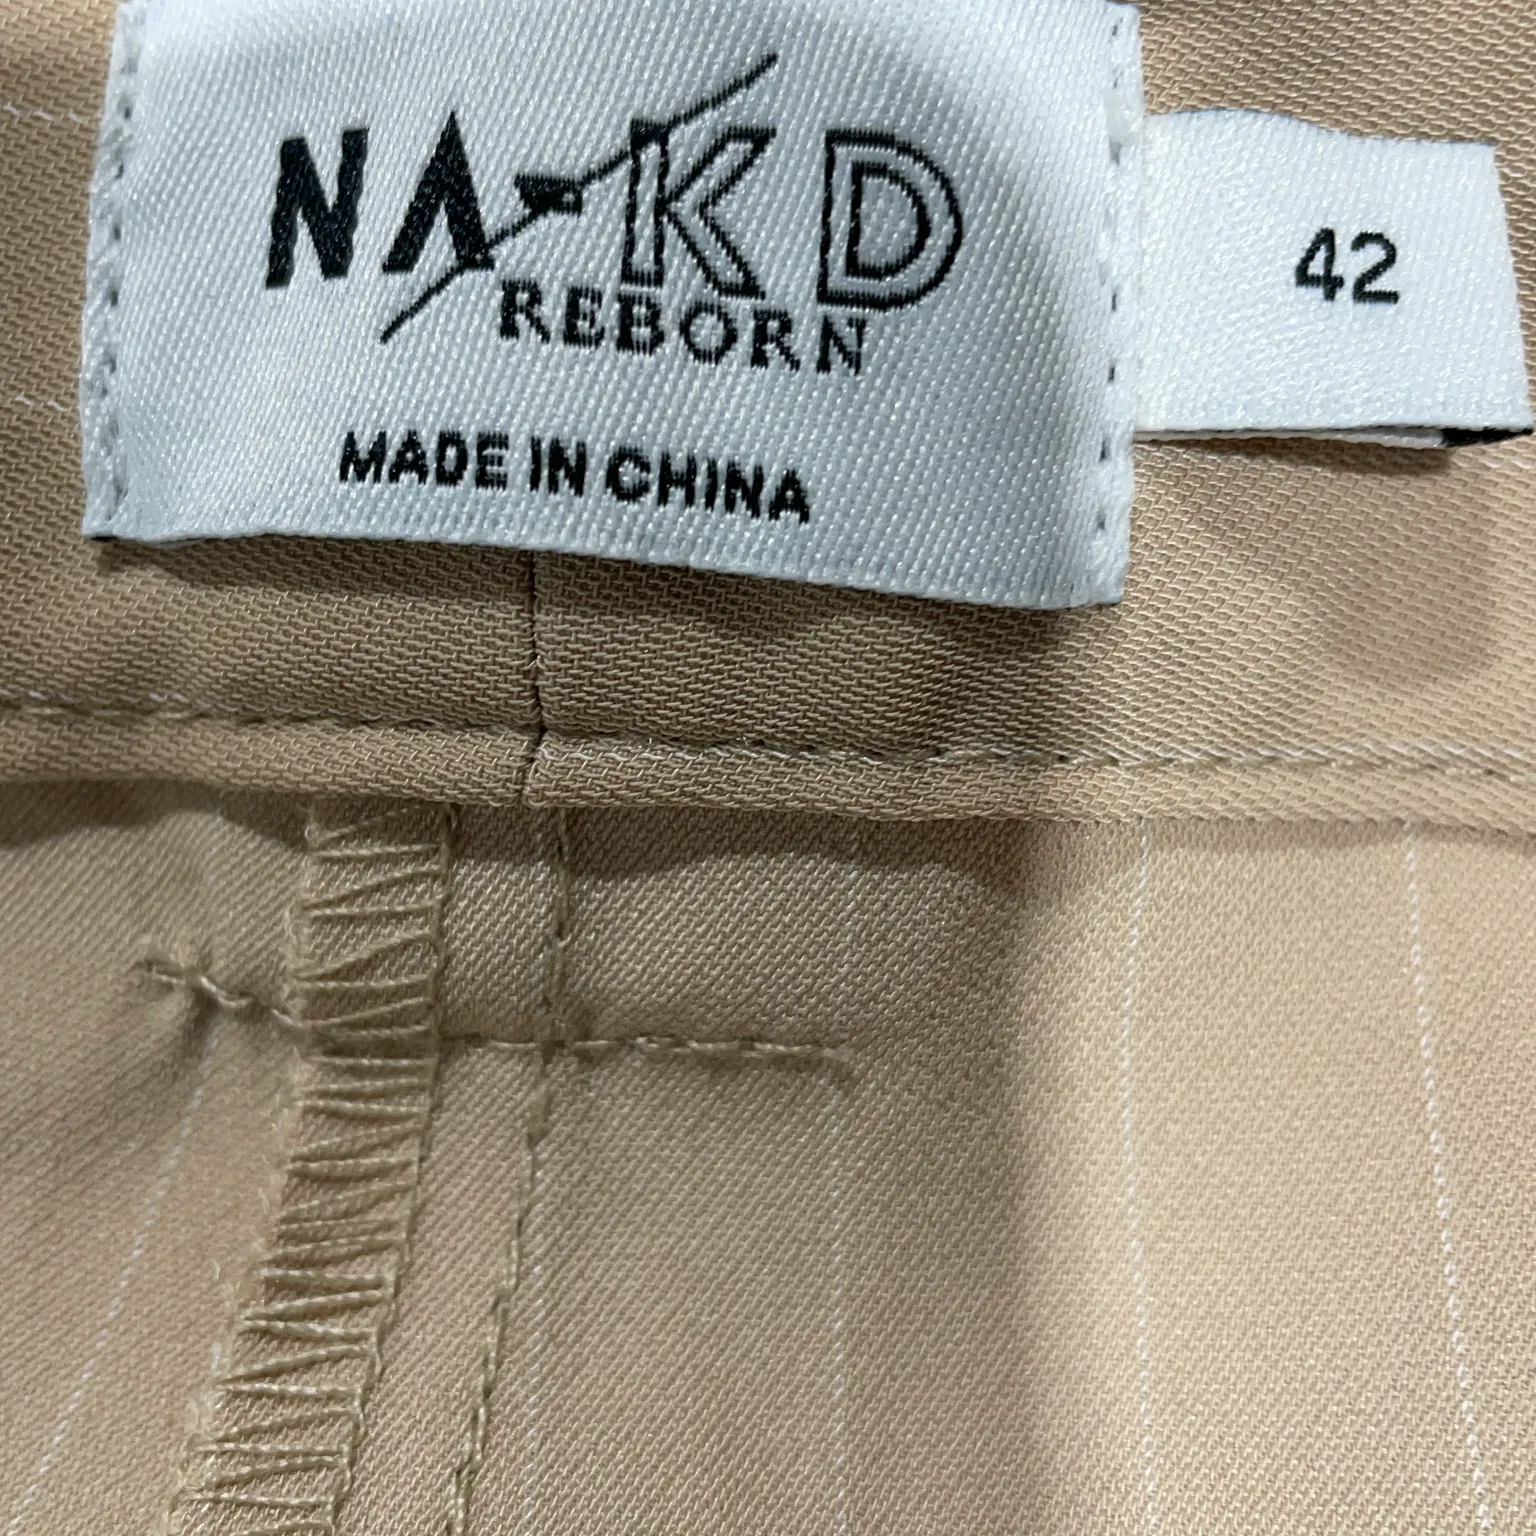 NA-KD
REBORN
MADE IN CHINA
42